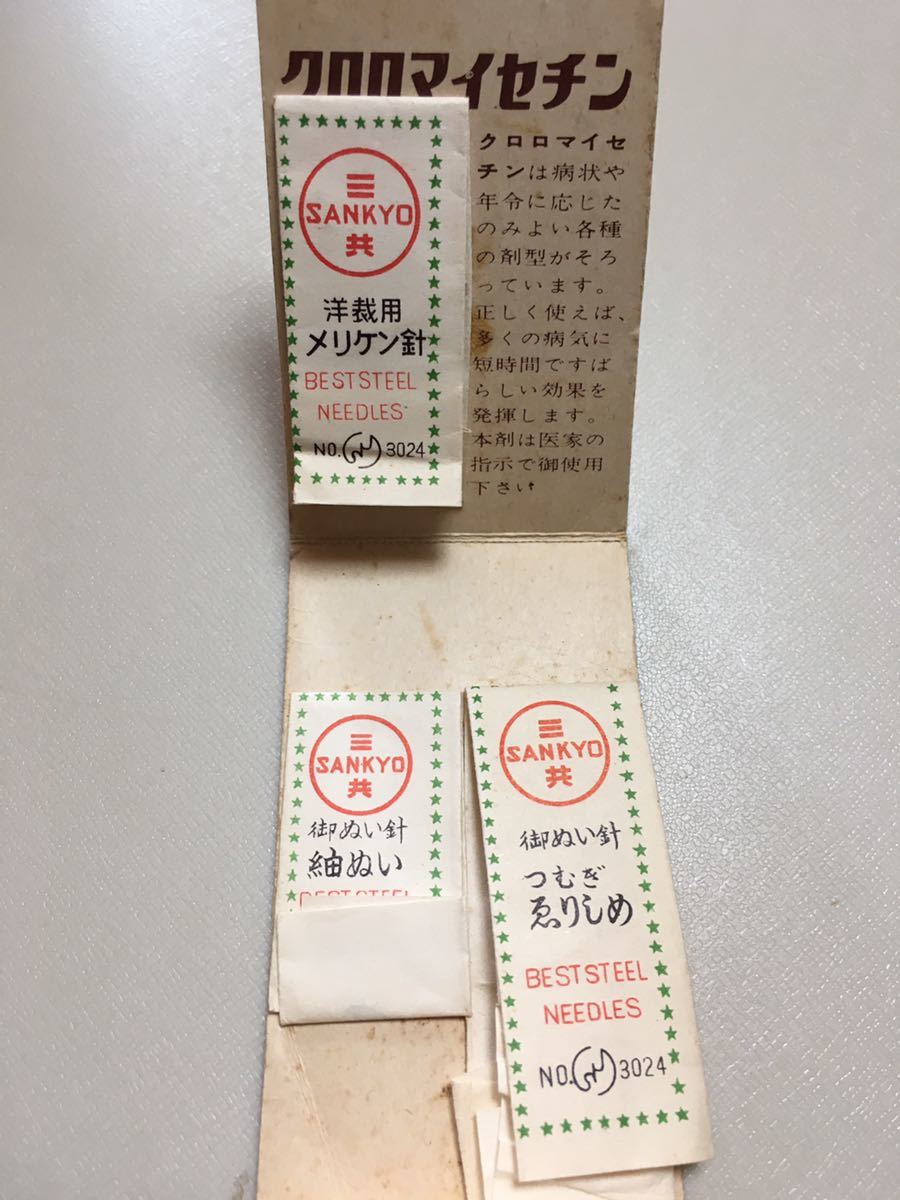 クロロマイセチン
クロロマイセ
チンは病状や
年令に応じた
のみよい各種
の剤型がそろ
っています。
正しく使えば、
多くの病気に
短時間ですば
らしい効果を
発揮します。
本剤は医家の
指示で御使用
下さい
三
SANKYO
共
洋裁用
メリケン針
BEST STEEL
NEEDLES
NO. 3024
三
SANKYO
共
御ぬい針
紬ぬい
BEST STEEL
三
SANKYO
共
御ぬい針
つむぎ
ゑりしめ
BEST STEEL
NEEDLES
NO. 3024